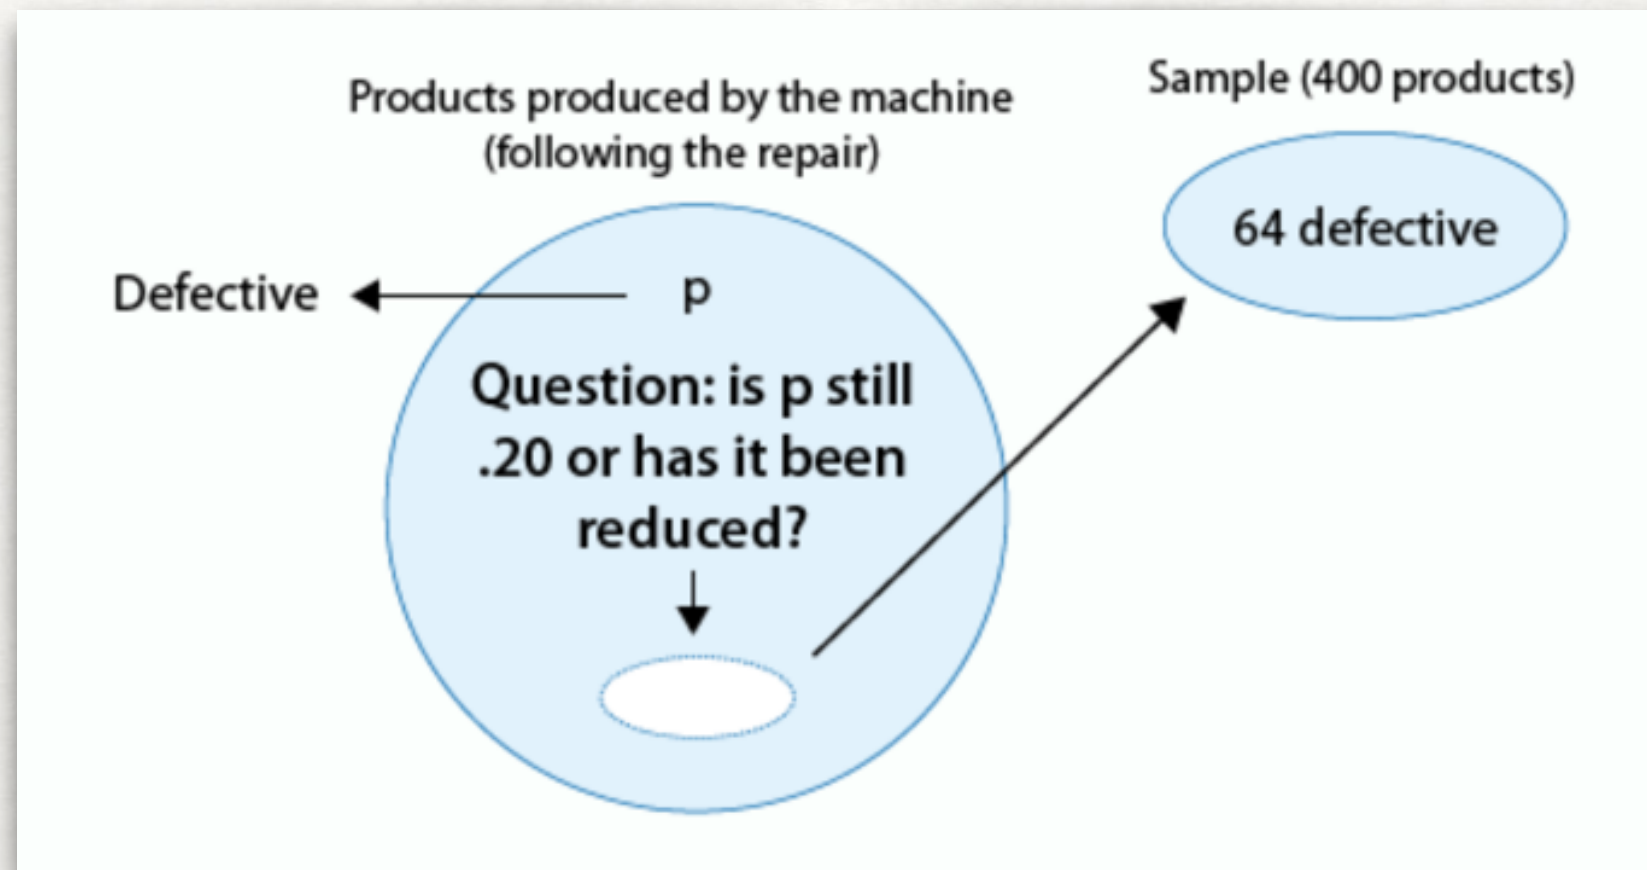 Products produced by the machine
(following the repair)
Sample (400 products)
64 defective
Defective
p
Question: is p still
.20 or has it been
reduced?